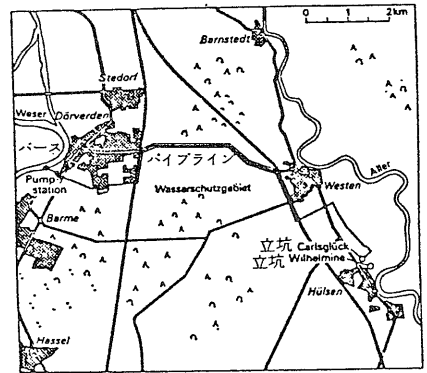 Barnstedt
0 1 2km
Stedorf
Weser
Dörverden
バース
パイプライン
Aller
Pump-station
Wasserschutzgebiet
Westen
Barme
立坑 Carlsglück
立坑 Wilhelmine
Hülsen
Hassel